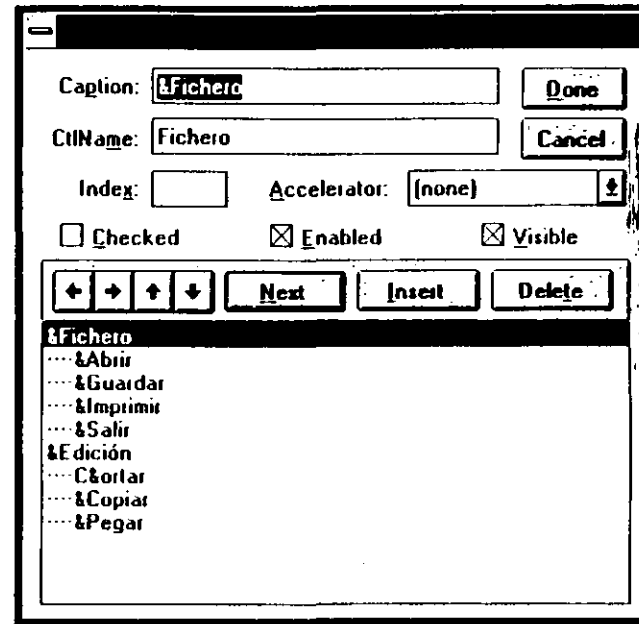 Caption: &Fichero Done
CtlName: Fichero Cancel
Index: Accelerator: (none)
Checked Enabled Visible
Next Insert Delete
&Fichero
····&Abrir
····&Guardar
····&Imprimir
····&Salir
&Edición
····C&ortar
····&Copiar
····&Pegar